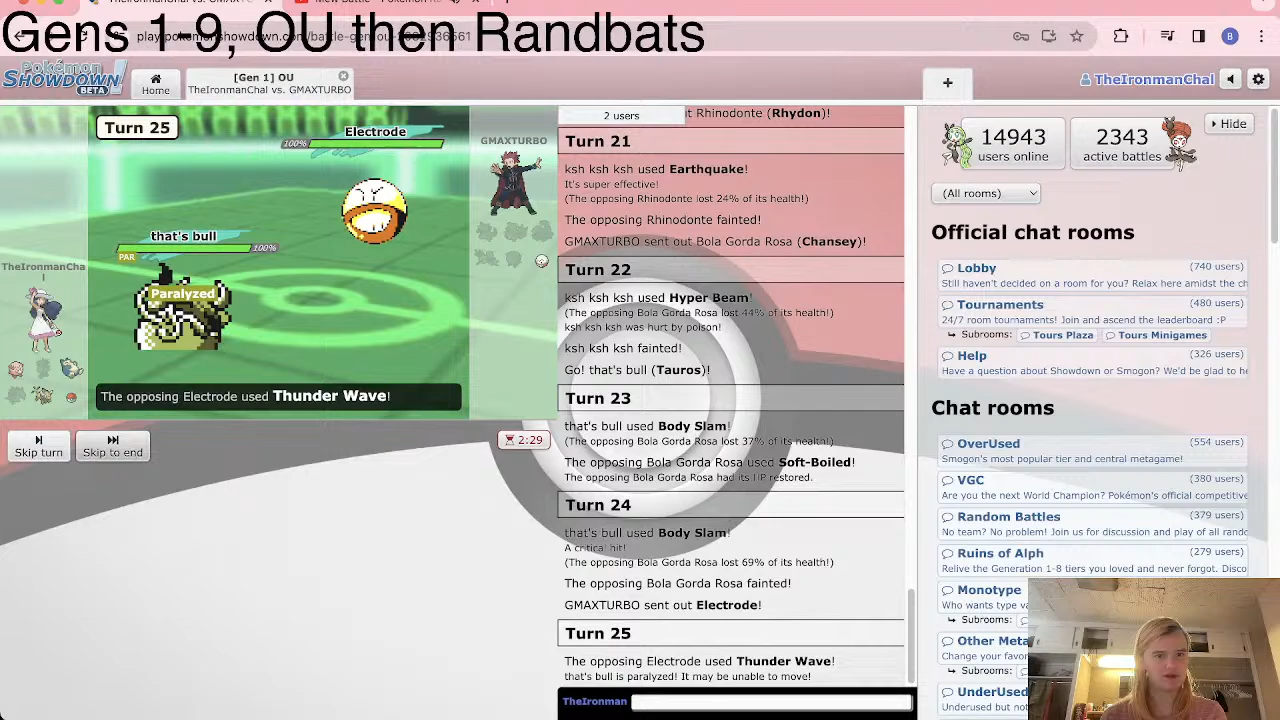 Gens 1-9, OU then Randbats
Pokémon
SHOWDOWN!
BETA
Home
[Gen 1] OU
TheIronmanChal vs. GMAXTURBO
+
TheIronmanChal
Turn 25
Electrode
100%
GMAXTURBO
that's bull
100%
PAR
Paralyzed
TheIronmanCha
l
The opposing Electrode used Thunder Wave!
Skip turn
Skip to end
2:29
2 users
t Rhinodonte (Rhydon)!
Turn 21
ksh ksh ksh used Earthquake!
It's super effective!
(The opposing Rhinodonte lost 24% of its health!)
The opposing Rhinodonte fainted!
GMAXTURBO sent out Bola Gorda Rosa (Chansey)!
Turn 22
ksh ksh ksh used Hyper Beam!
(The opposing Bola Gorda Rosa lost 44% of its health!)
ksh ksh ksh was hurt by poison!
ksh ksh ksh fainted!
Go! that's bull (Tauros)!
Turn 23
that's bull used Body Slam!
(The opposing Bola Gorda Rosa lost 37% of its health!)
The opposing Bola Gorda Rosa used Soft-Boiled!
The opposing Bola Gorda Rosa had its HP restored.
Turn 24
that's bull used Body Slam!
A critical hit!
(The opposing Bola Gorda Rosa lost 69% of its health!)
The opposing Bola Gorda Rosa fainted!
GMAXTURBO sent out Electrode!
Turn 25
The opposing Electrode used Thunder Wave!
that's bull is paralyzed! It may be unable to move!
TheIronman
14943
users online
2343
active battles
Hide
(All rooms)
Official chat rooms
Lobby (740 users)
Still haven't decided on a room for you? Relax here amidst the ch
Tournaments (480 users)
24/7 room tournaments! Join and ascend the leaderboard :P
Subrooms: Tours Plaza Tours Minigames
Help (326 users)
Have a question about Showdown or Smogon? We'd be glad to he
Chat rooms
OverUsed (554 users)
Smogon's most popular tier and central metagame!
VGC (380 users)
Are you the next World Champion? Pokémon's official competitive
Random Battles (379 users)
No team? No problem! Join us for discussion and play of all rando
Ruins of Alph (279 users)
Relive the Generation 1-8 tiers you loved and never forgot. Disco
Monotype
Who wants type va
Subrooms:
Other Meta
Change your favor
Subrooms:
UnderUsed
Underused but not